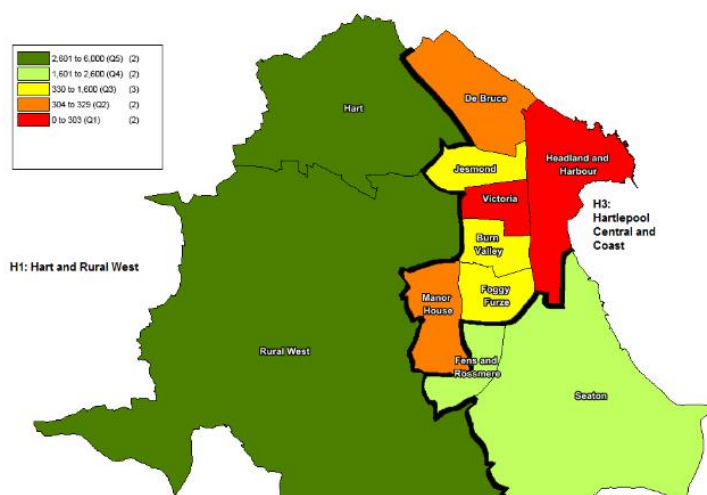 2,601 to 6,000 (Q5) (2)
1,601 to 2,600 (Q4) (2)
330 to 1,600 (Q3) (3)
304 to 329 (Q2) (2)
0 to 303 (Q1) (2)
De Bruce
Hart
Jesmond
Headland and
Harbour
Victoria
H3:
Hartlepool
Central and
Coast
Burn
Valley
H1: Hart and Rural West
Foggy
Furze
Manor
House
Rural West
Fens and
Rossmere
Seaton